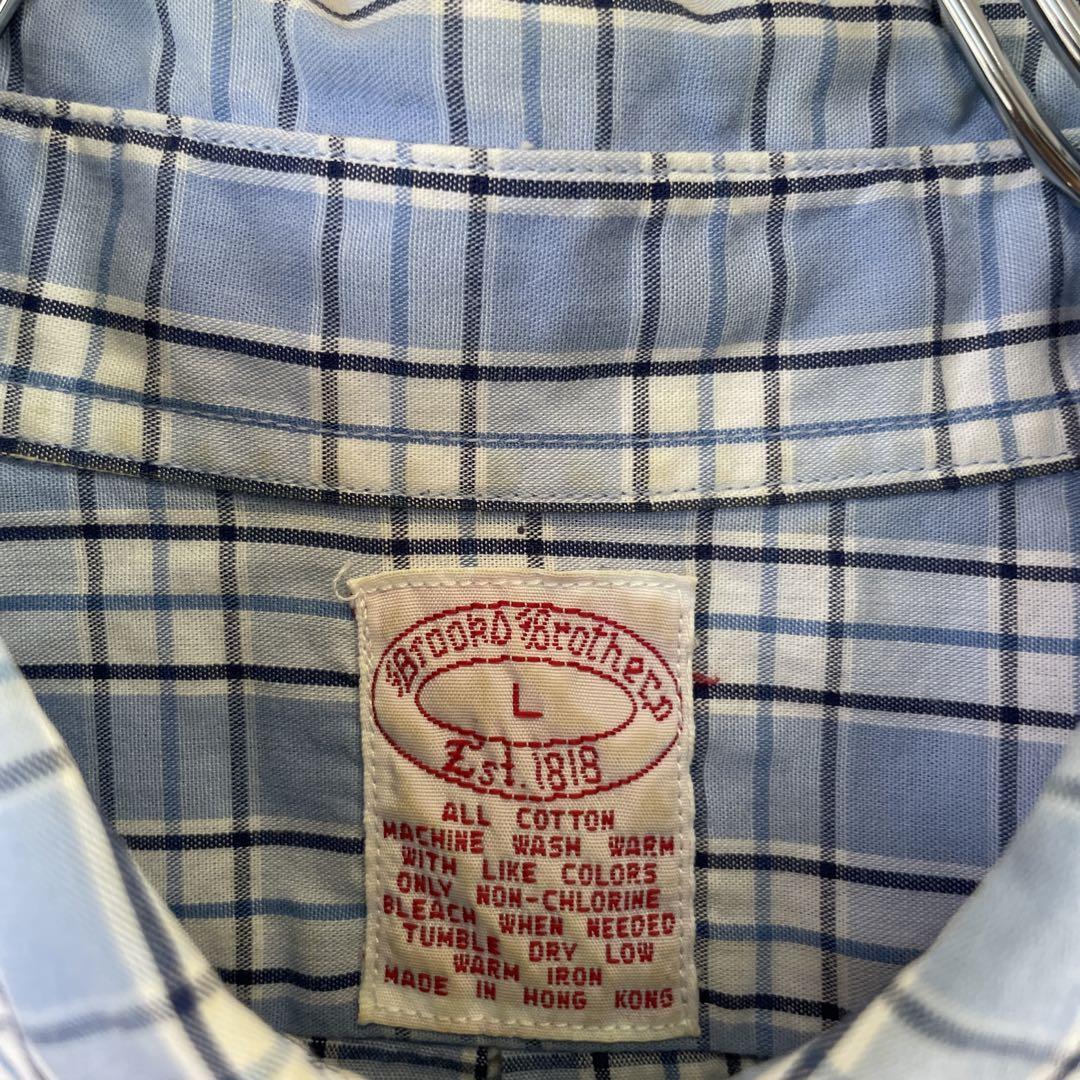 Brooks Brothers
L
Est. 1818
ALL COTTON
MACHINE WASH WARM
WITH LIKE COLORS
ONLY NON-CHLORINE
BLEACH WHEN NEEDED
TUMBLE DRY LOW
WARM IRON
MADE IN HONG KONG